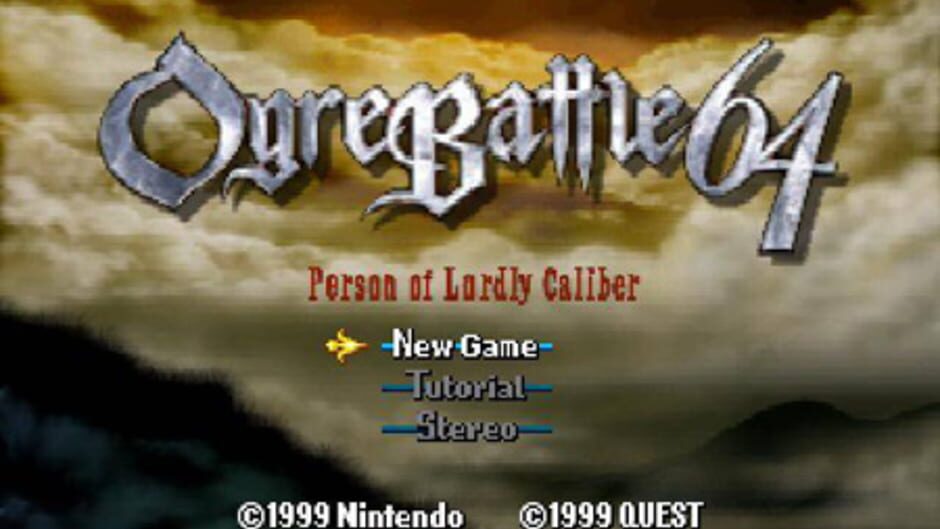 OgreBattle64
Person of Lordly Caliber
New Game
Tutorial
Stereo
©1999 Nintendo ©1999 QUEST